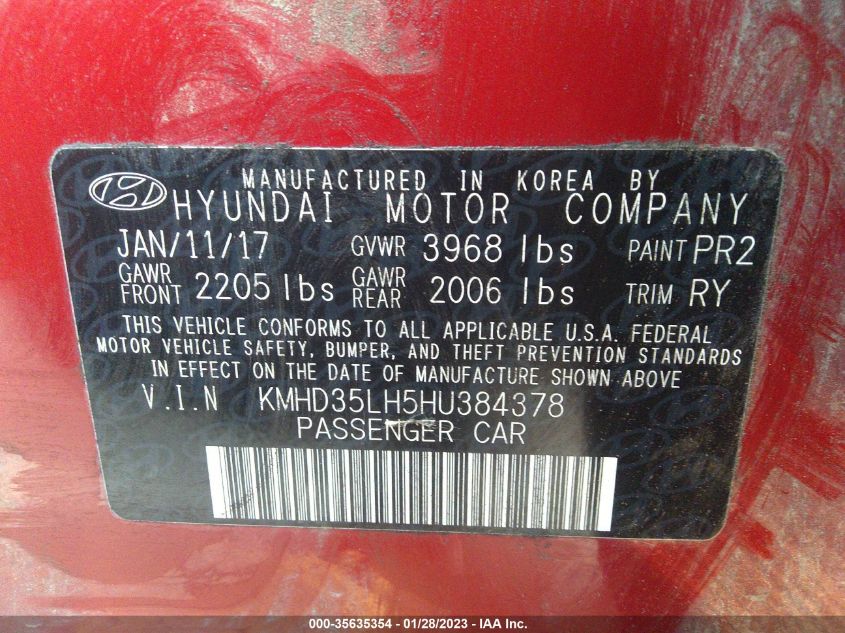 MANUFACTURED IN KOREA BY
HYUNDAI MOTOR COMPANY
JAN/11/17 GVWR 3968 lbs PAINT PR2
GAWR FRONT 2205 lbs GAWR REAR 2006 lbs TRIM RY
THIS VEHICLE CONFORMS TO ALL APPLICABLE U.S.A. FEDERAL
MOTOR VEHICLE SAFETY, BUMPER, AND THEFT PREVENTION STANDARDS
IN EFFECT ON THE DATE OF MANUFACTURE SHOWN ABOVE
V.I.N KMHD35LH5HU384378
PASSENGER CAR
000-35635354 - 01/28/2023 - IAA Inc.